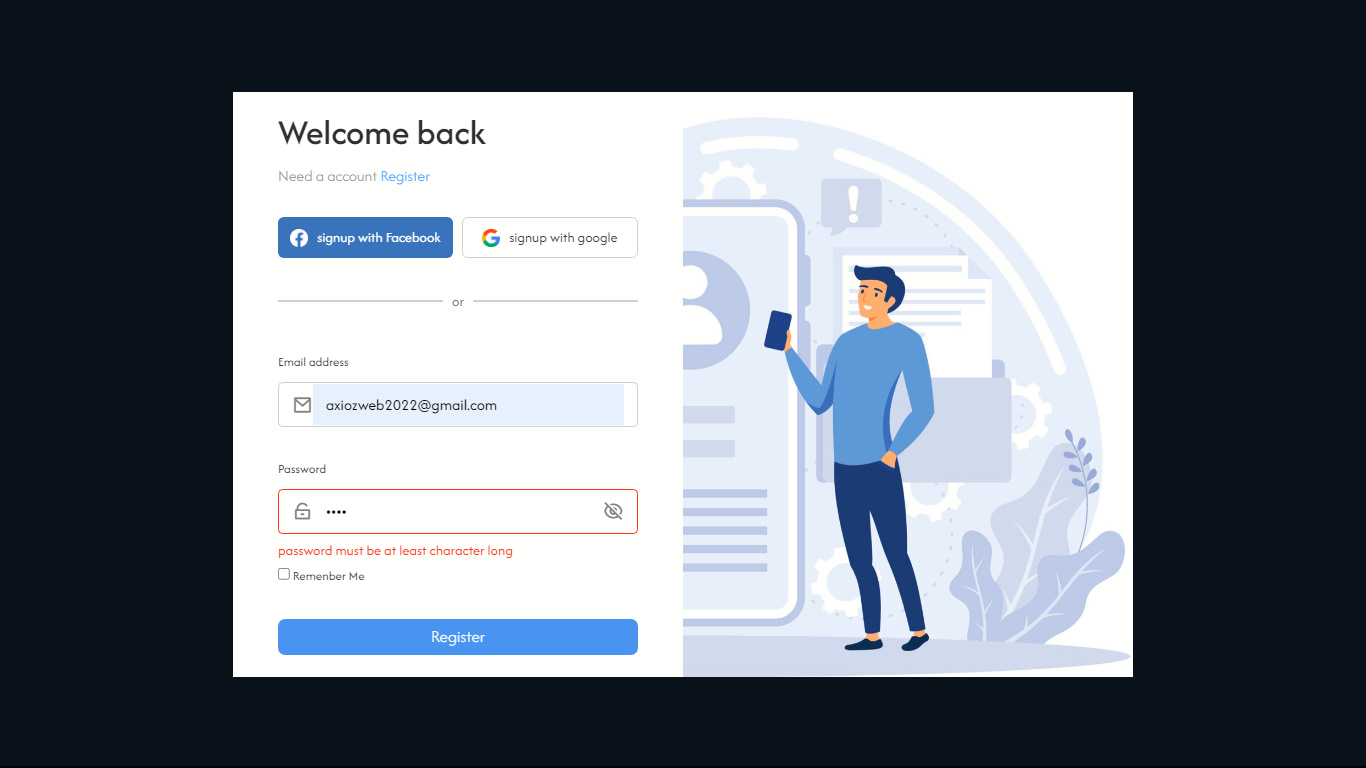 Welcome back
Need a account Register
signup with Facebook
signup with google
or
Email address
axiozweb2022@gmail.com
Password
••••
password must be at least character long
Remember Me
Register
!